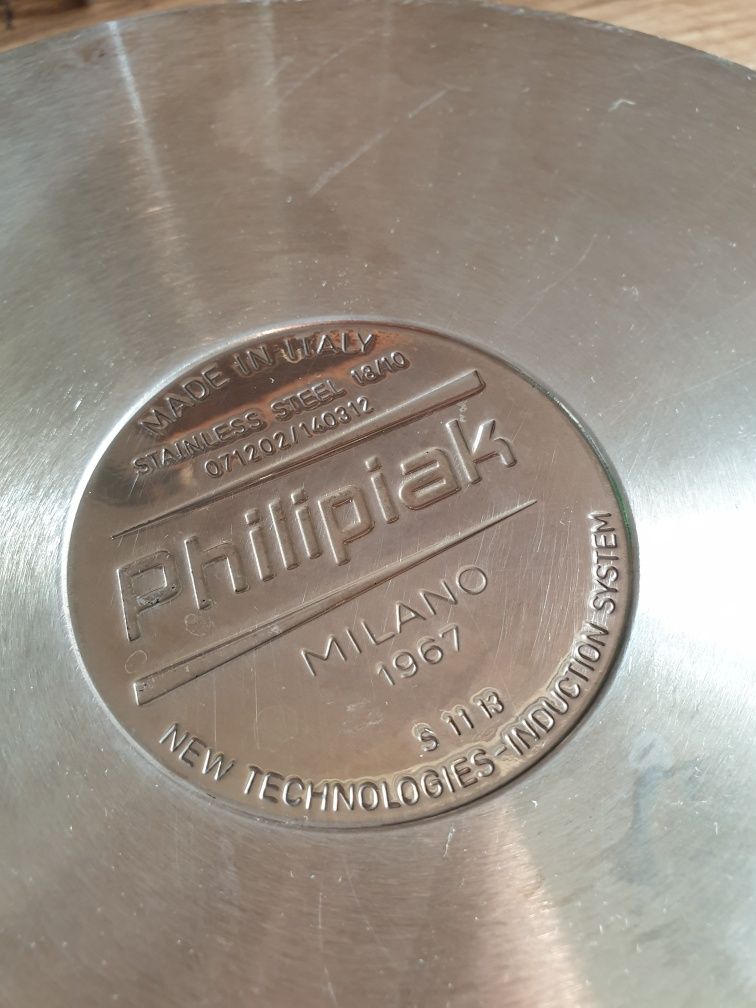 MADE IN ITALY
STAINLESS STEEL 18/10
071202/140312
Philipiak
MILANO
1967
S 11 13
NEW TECHNOLOGIES-INDUCTION SYSTEM